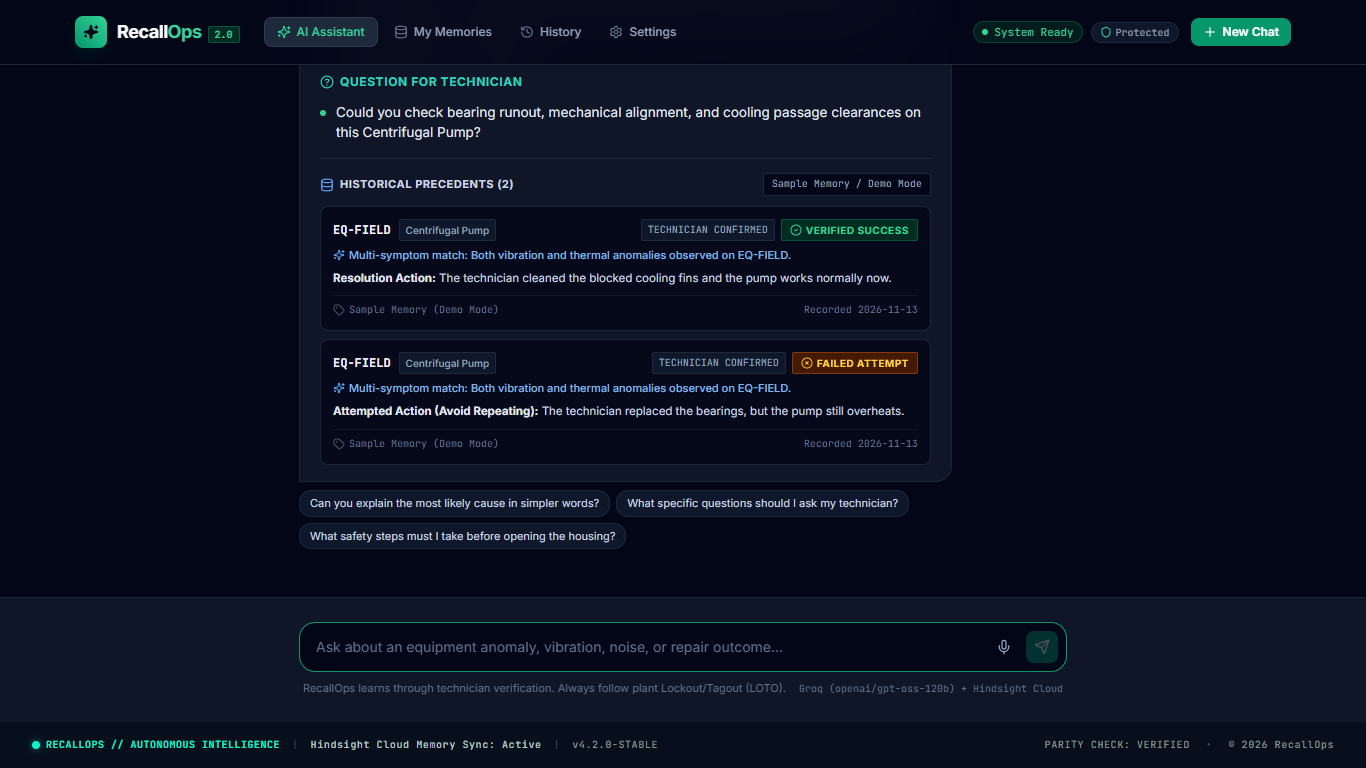 RecallOps 2.0 AI Assistant My Memories History Settings System Ready Protected New Chat
QUESTION FOR TECHNICIAN
Could you check bearing runout, mechanical alignment, and cooling passage clearances on
this Centrifugal Pump?
HISTORICAL PRECEDENTS (2) Sample Memory / Demo Mode
EQ-FIELD Centrifugal Pump TECHNICIAN CONFIRMED VERIFIED SUCCESS
Multi-symptom match: Both vibration and thermal anomalies observed on EQ-FIELD.
Resolution Action: The technician cleaned the blocked cooling fins and the pump works normally now.
Sample Memory (Demo Mode) Recorded 2026-11-13
EQ-FIELD Centrifugal Pump TECHNICIAN CONFIRMED FAILED ATTEMPT
Multi-symptom match: Both vibration and thermal anomalies observed on EQ-FIELD.
Attempted Action (Avoid Repeating): The technician replaced the bearings, but the pump still overheats.
Sample Memory (Demo Mode) Recorded 2026-11-13
Can you explain the most likely cause in simpler words? What specific questions should I ask my technician?
What safety steps must I take before opening the housing?
Ask about an equipment anomaly, vibration, noise, or repair outcome...
RecallOps learns through technician verification. Always follow plant Lockout/Tagout (LOTO). Groq (openai/gpt-oss-120b) + Hindsight Cloud
RECALLOPS // AUTONOMOUS INTELLIGENCE | Hindsight Cloud Memory Sync: Active | v4.2.0-STABLE PARITY CHECK: VERIFIED · © 2026 RecallOps